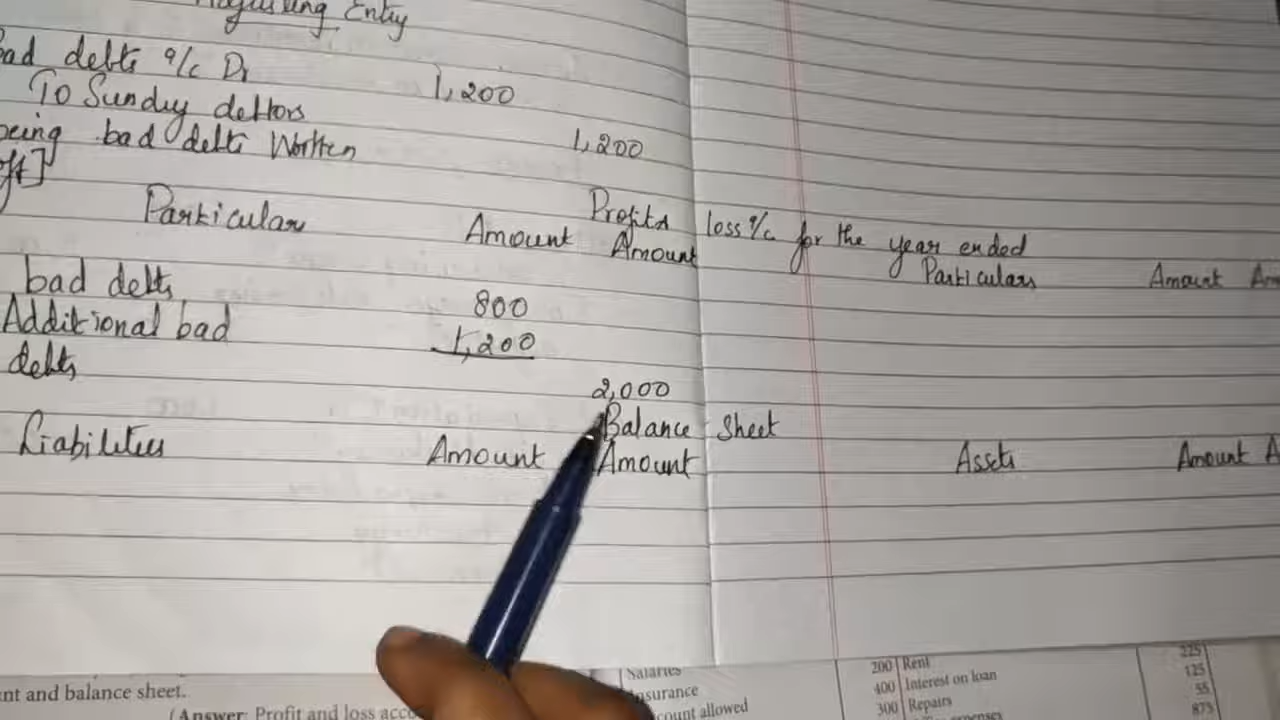 Adjusting Entry
bad debts a/c Dr 1,200
To Sundry debtors 1,200
being bad debts Written
off]
Profit & loss a/c for the year ended
Particular Amount Amount Particulars Amount
bad debts 800
Additional bad 1,200
debts 2,000
Balance Sheet
Liabilities Amount Amount Assets Amount
nt and balance sheet.
(Answer: Profit and loss acco
Salaries 200 Rent 225
nsurance 400 Interest on loan 125
count allowed 300 Repairs 55
expenses 875